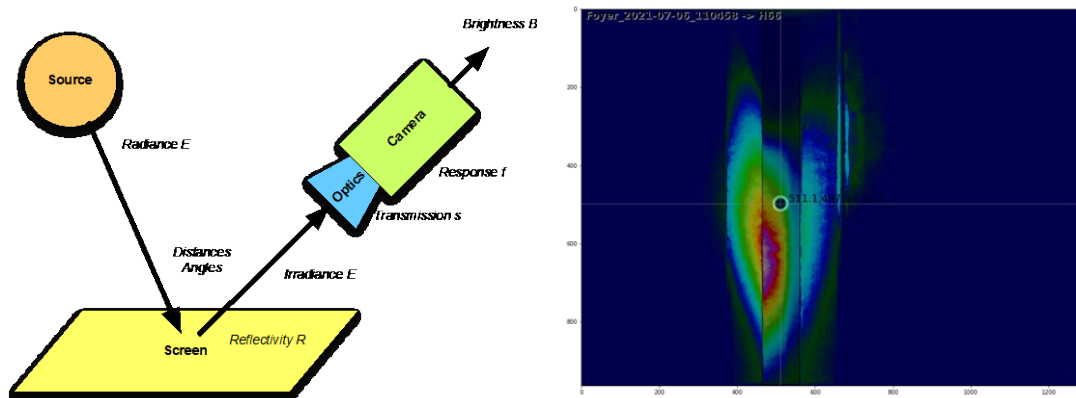 Source
Radiance E
Distances
Angles
Screen
Reflectivity R
Irradiance E
Optics
Transmission s
Camera
Response f
Brightness B
Foyer_2021-07-06_110458 -> H66
0
200
400
600
800
0
200
400
600
800
1000
1200